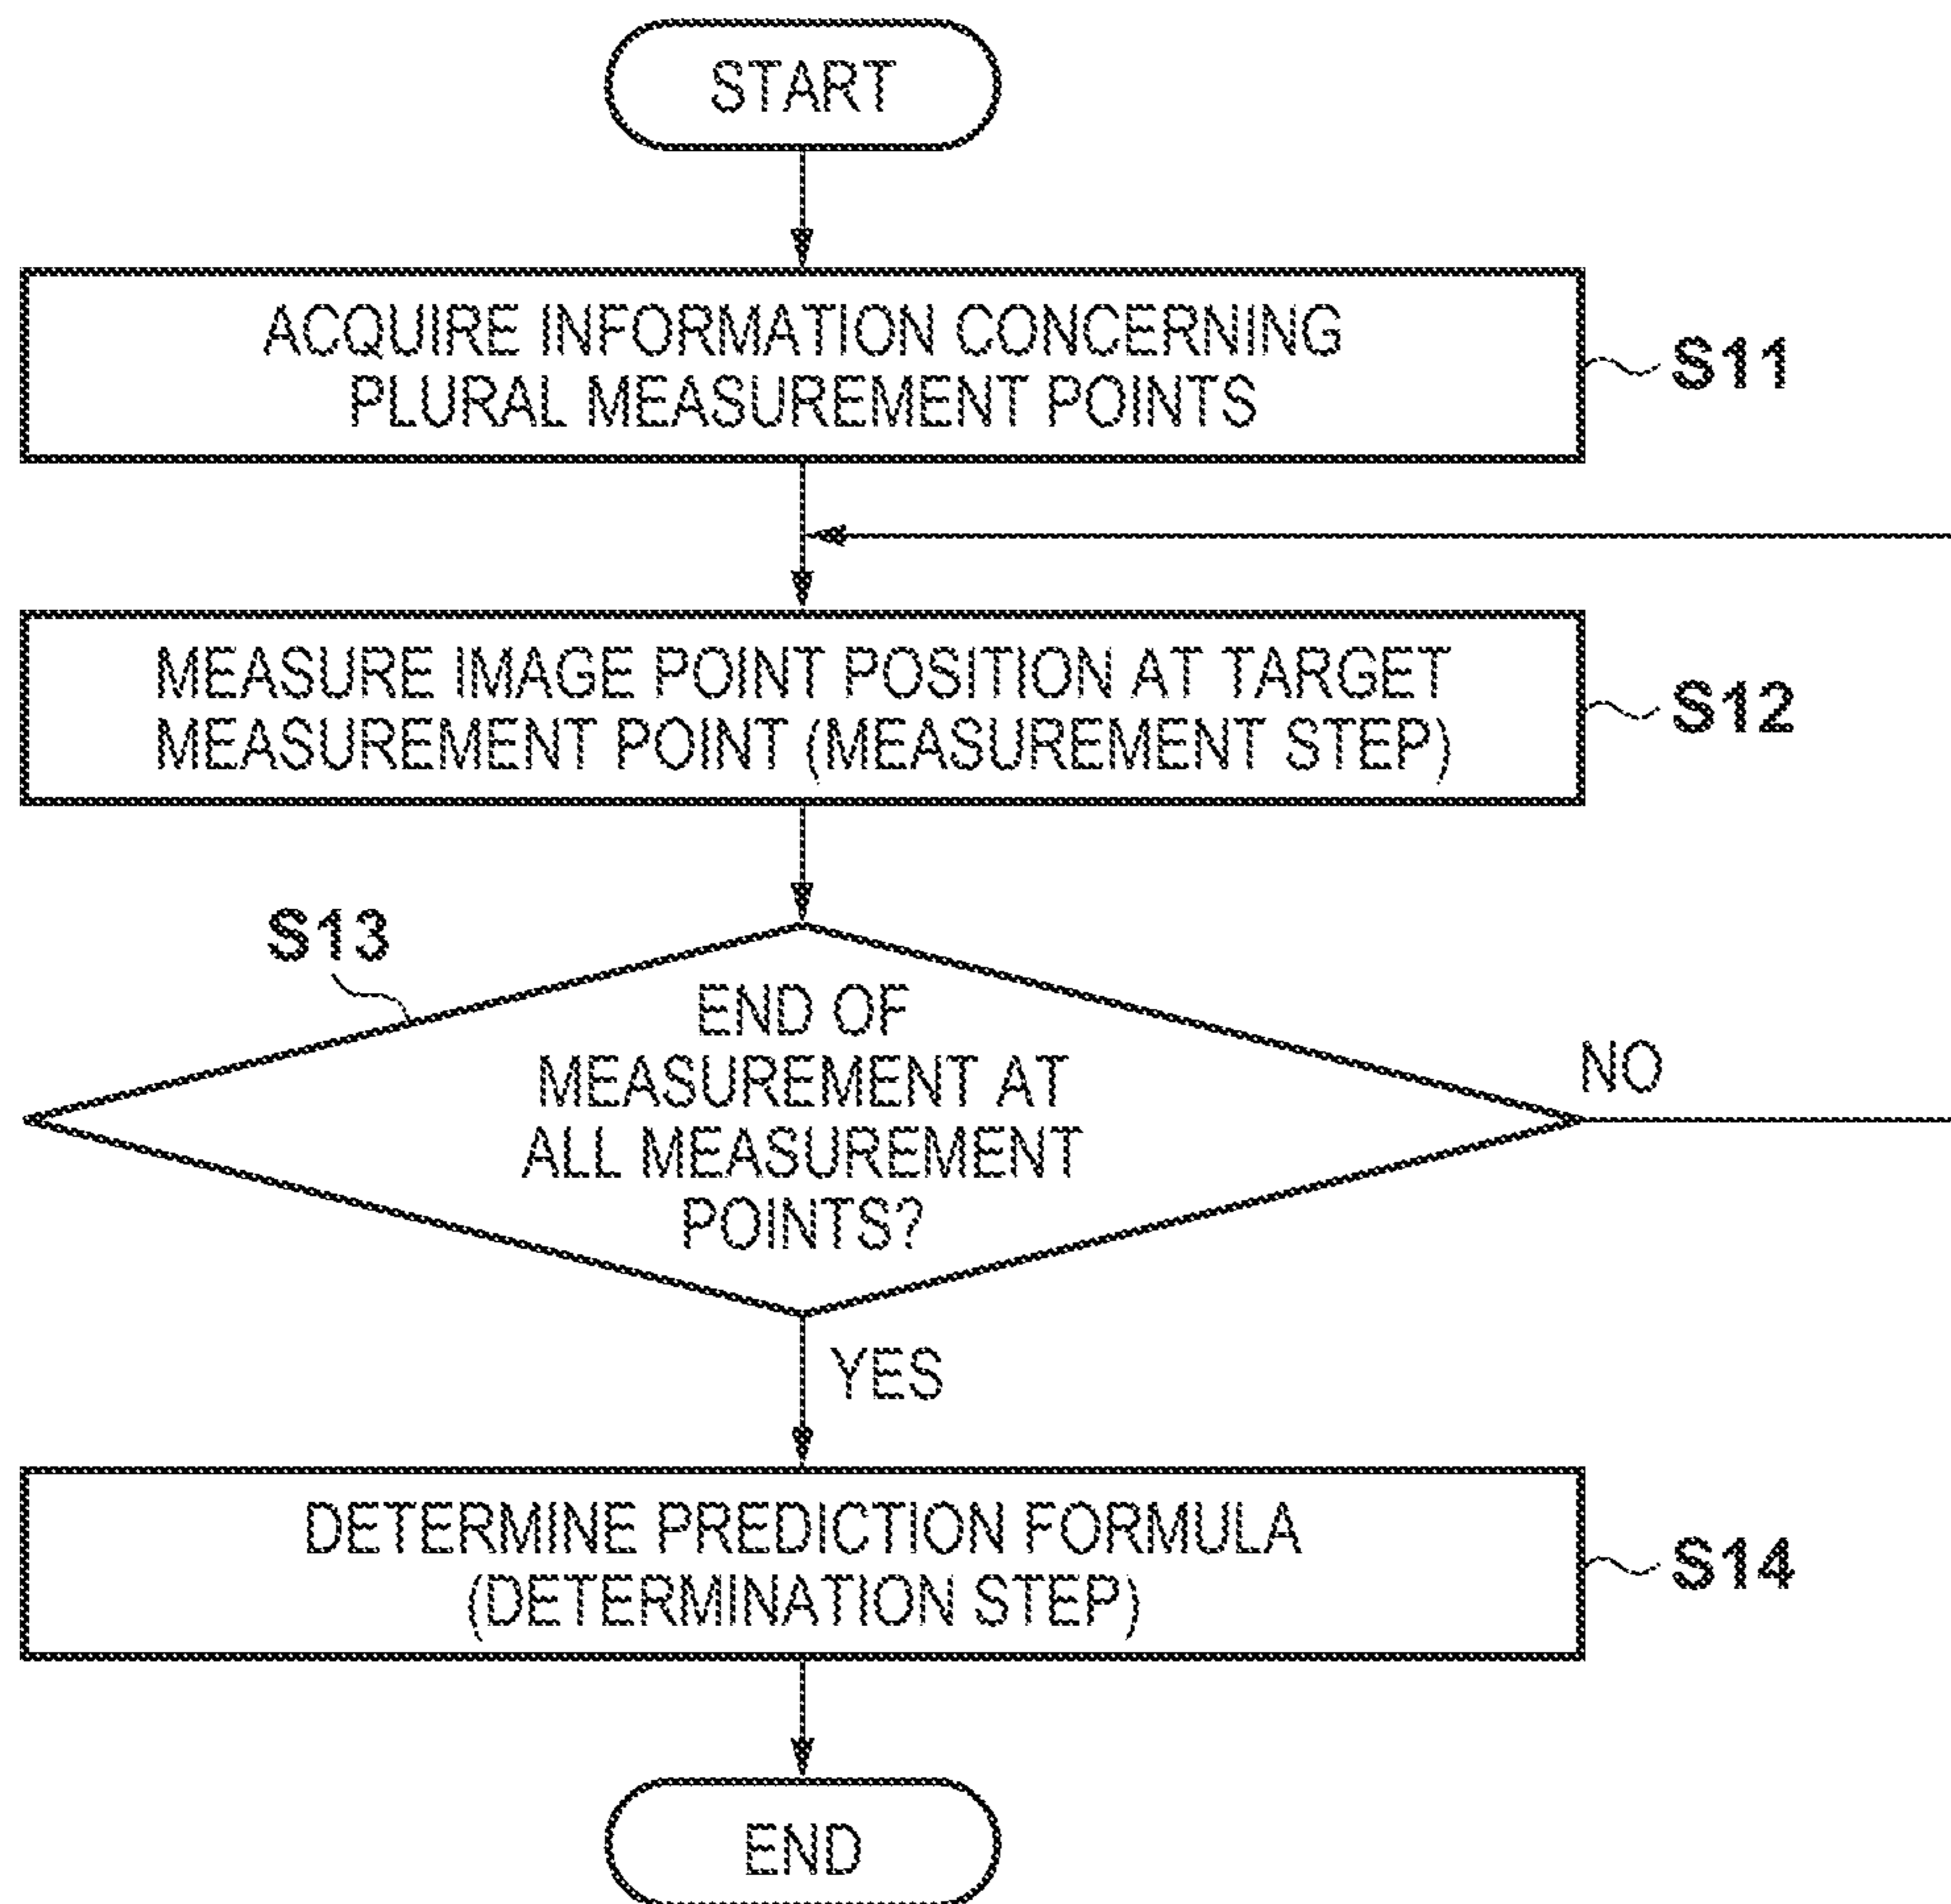 START
ACQUIRE INFORMATION CONCERNING
PLURAL MEASUREMENT POINTS
S11
MEASURE IMAGE POINT POSITION AT TARGET
MEASUREMENT POINT (MEASUREMENT STEP)
S12
S13
END OF
MEASUREMENT AT
ALL MEASUREMENT
POINTS?
NO
YES
DETERMINE PREDICTION FORMULA
(DETERMINATION STEP)
S14
END